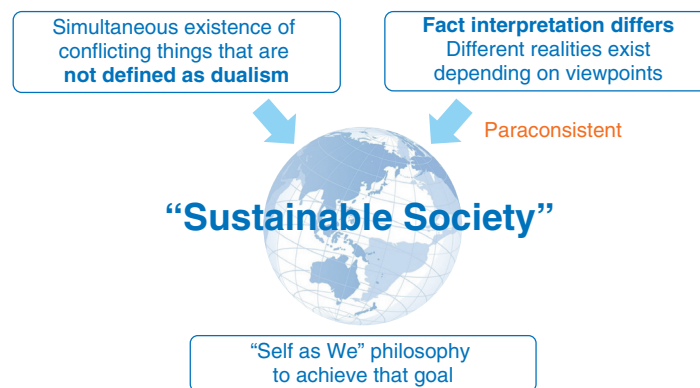 Simultaneous existence of
conflicting things that are
not defined as dualism
Fact interpretation differs
Different realities exist
depending on viewpoints
Paraconsistent
“Sustainable Society”
“Self as We” philosophy
to achieve that goal